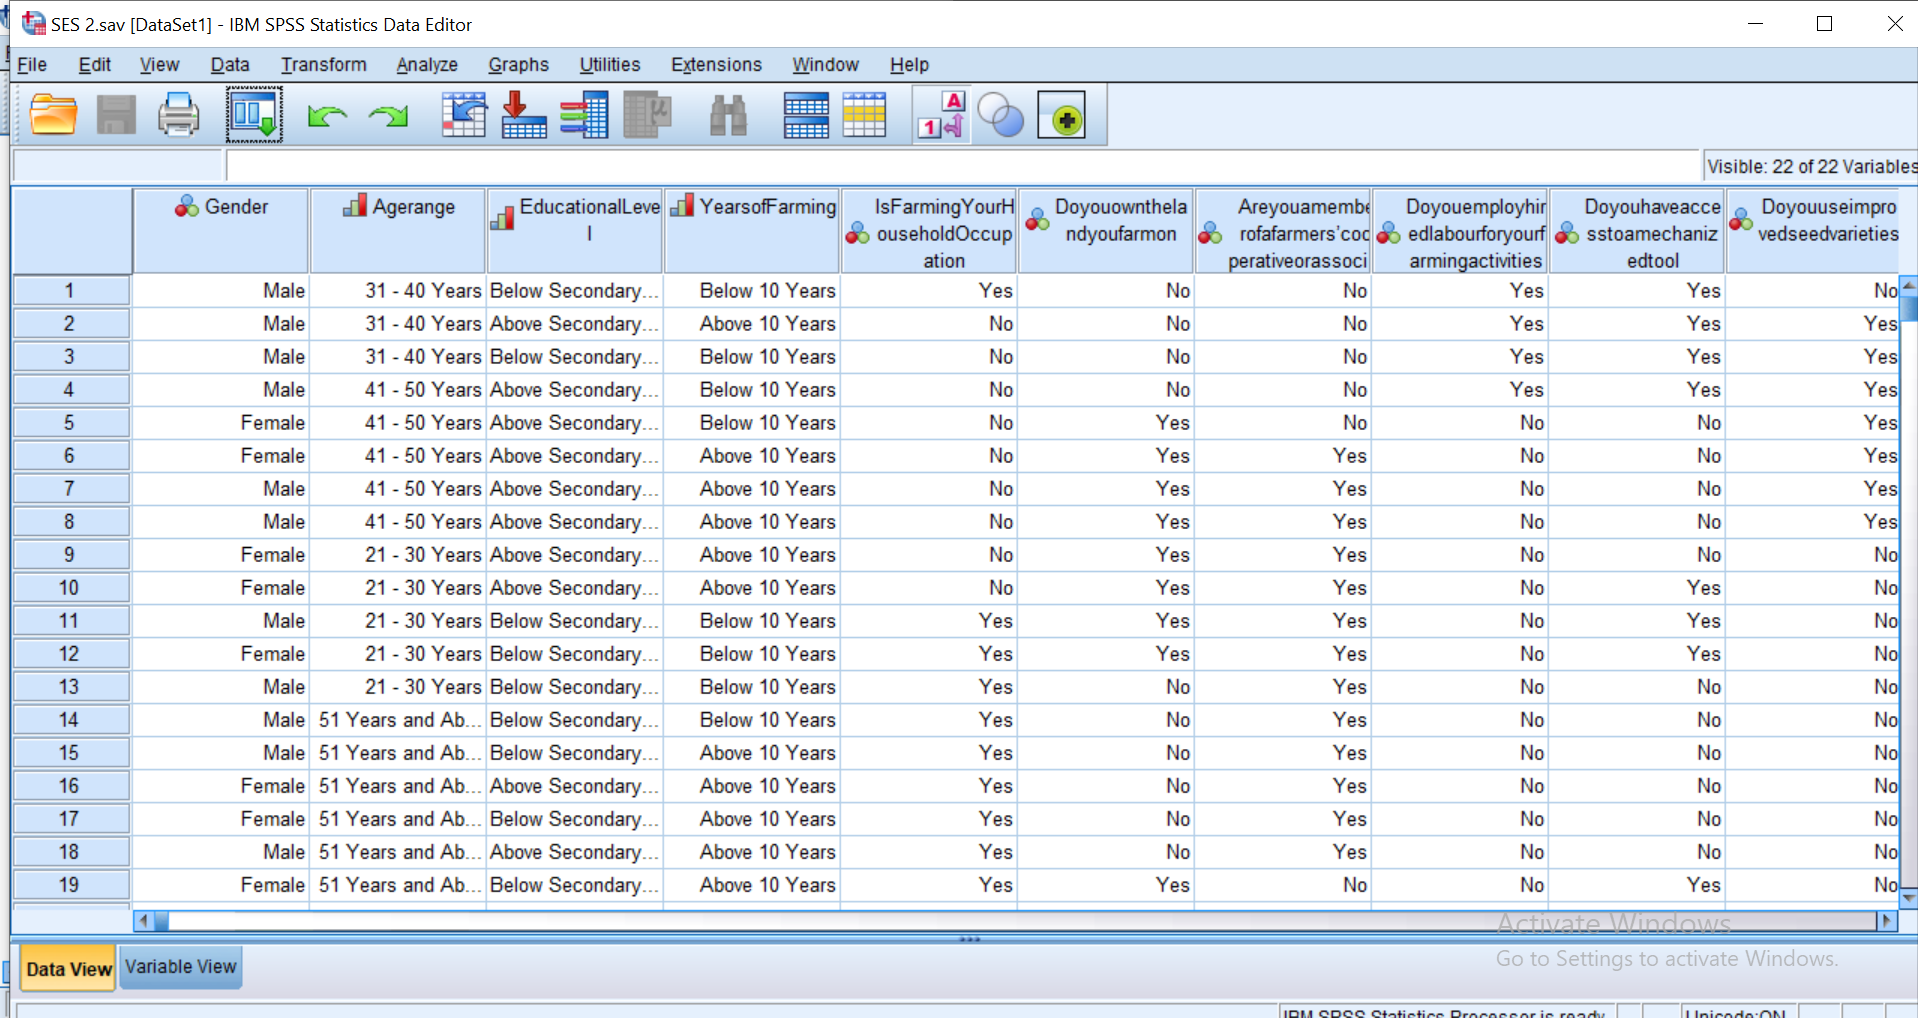 SES 2.sav [DataSet1] - IBM SPSS Statistics Data Editor
File Edit View Data Transform Analyze Graphs Utilities Extensions Window Help
Visible: 22 of 22 Variables
Gender Agerange EducationalLeve YearsofFarming IsFarmingYourH Doyouownthela Areyouamembe Doyouemployhir Doyouhaveacce Doyouuseimpro
l ouseholdOccup ndyoufarmon rofafarmers'coo edlabourforyourf sstoamechaniz vedseedvarieties
ation perativeorassoci armingactivities edtool
1 Male 31 - 40 Years Below Secondary... Below 10 Years Yes No No Yes Yes No
2 Male 31 - 40 Years Above Secondary... Above 10 Years No No No Yes Yes Yes
3 Male 31 - 40 Years Below Secondary... Below 10 Years No No No Yes Yes Yes
4 Male 41 - 50 Years Above Secondary... Below 10 Years No No No Yes Yes Yes
5 Female 41 - 50 Years Above Secondary... Below 10 Years No Yes No No No Yes
6 Female 41 - 50 Years Above Secondary... Above 10 Years No Yes Yes No No Yes
7 Male 41 - 50 Years Above Secondary... Above 10 Years No Yes Yes No No Yes
8 Male 41 - 50 Years Above Secondary... Above 10 Years No Yes Yes No No Yes
9 Female 21 - 30 Years Above Secondary... Above 10 Years No Yes Yes No No No
10 Female 21 - 30 Years Above Secondary... Above 10 Years No Yes Yes No Yes No
11 Male 21 - 30 Years Below Secondary... Below 10 Years Yes Yes Yes No Yes No
12 Female 21 - 30 Years Below Secondary... Below 10 Years Yes Yes Yes No Yes No
13 Male 21 - 30 Years Below Secondary... Below 10 Years Yes No Yes No No No
14 Male 51 Years and Ab... Below Secondary... Below 10 Years Yes No Yes No No No
15 Male 51 Years and Ab... Below Secondary... Above 10 Years Yes No Yes No No No
16 Female 51 Years and Ab... Above Secondary... Above 10 Years Yes No Yes No No No
17 Female 51 Years and Ab... Below Secondary... Above 10 Years Yes No Yes No No No
18 Male 51 Years and Ab... Above Secondary... Above 10 Years Yes No Yes No No No
19 Female 51 Years and Ab... Below Secondary... Above 10 Years Yes Yes No No Yes No
Activate Windows
Go to Settings to activate Windows.
Data View Variable View
IBM SPSS Statistics Processor is ready Unicode:ON